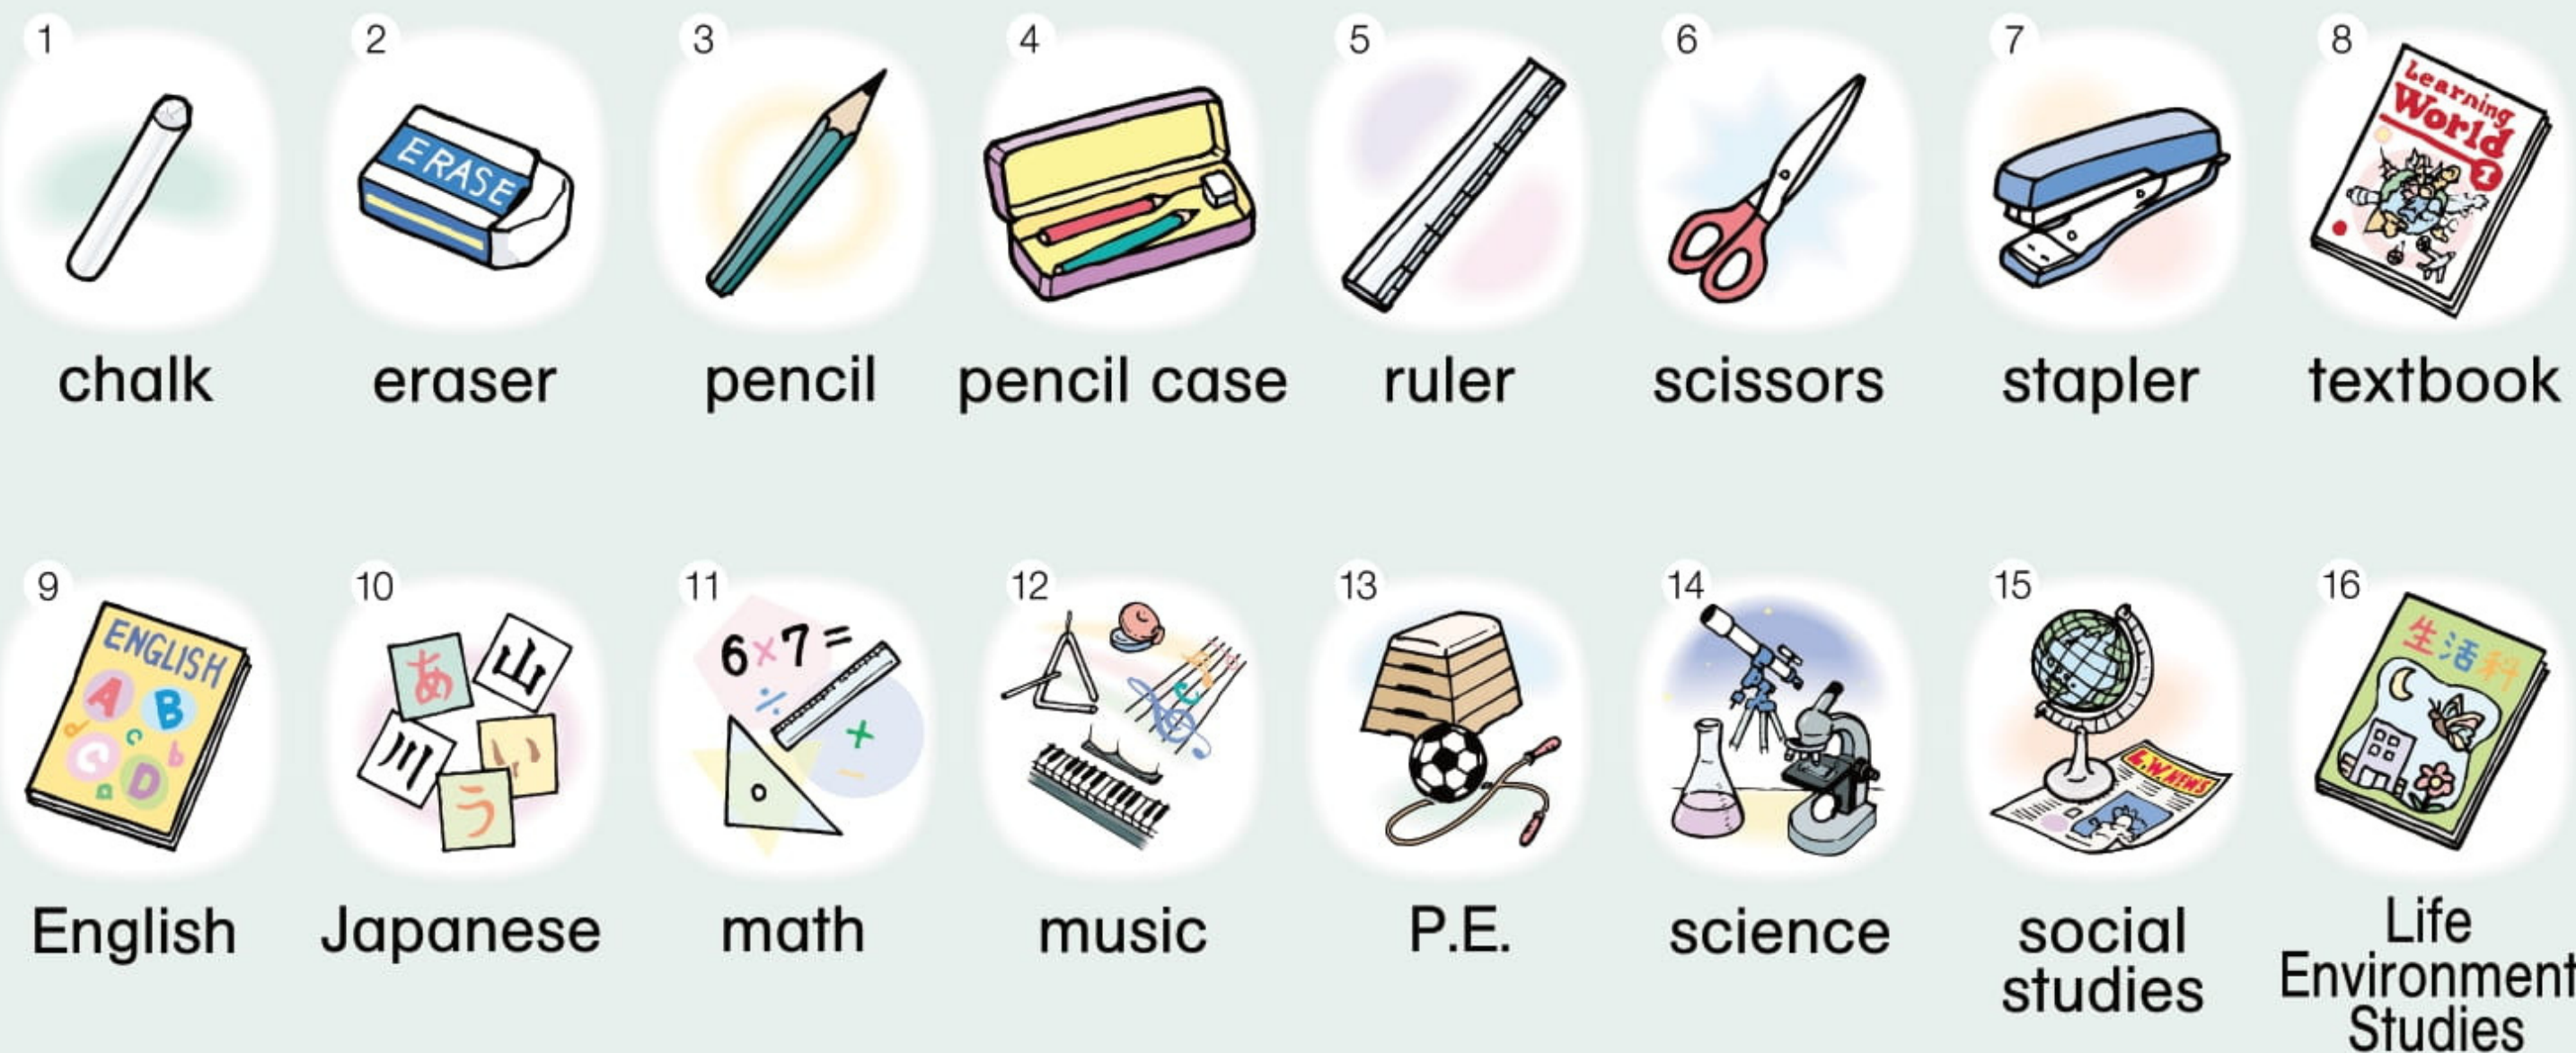 1
2
3
4
5
6
7
8
ERASE
Learning
World
1
chalk
eraser
pencil
pencil case
ruler
scissors
stapler
textbook
9
10
11
12
13
14
15
16
ENGLISH
A B
d c b
C D
a
あ
山
川
い
う
6×7=
÷
+
−
L.W.NEWS
生活科
English
Japanese
math
music
P.E.
science
social
studies
Life
Environment
Studies